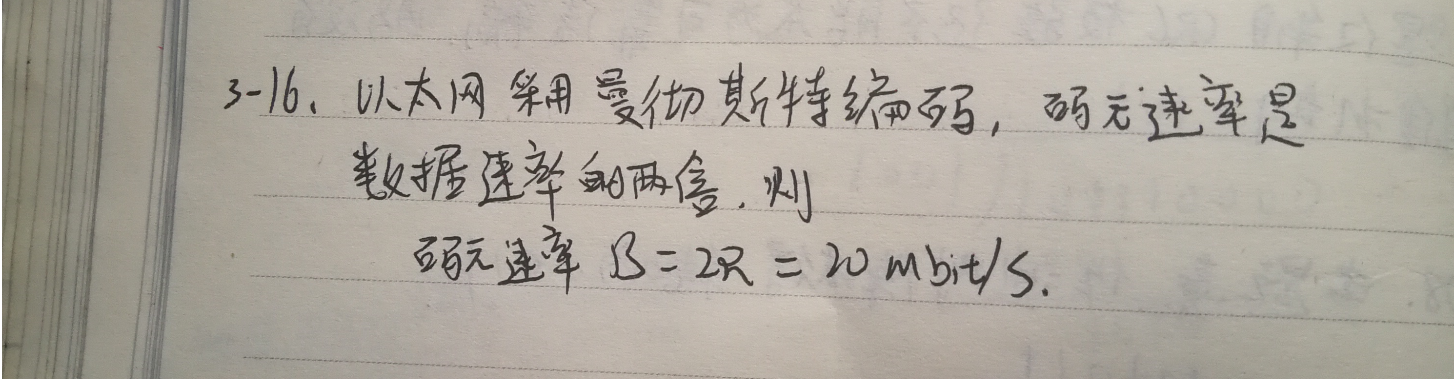 3-16、以太网采用曼彻斯特编码，码元速率是
数据速率的两倍，则
码元速率 B = 2R = 20 mbit/s.